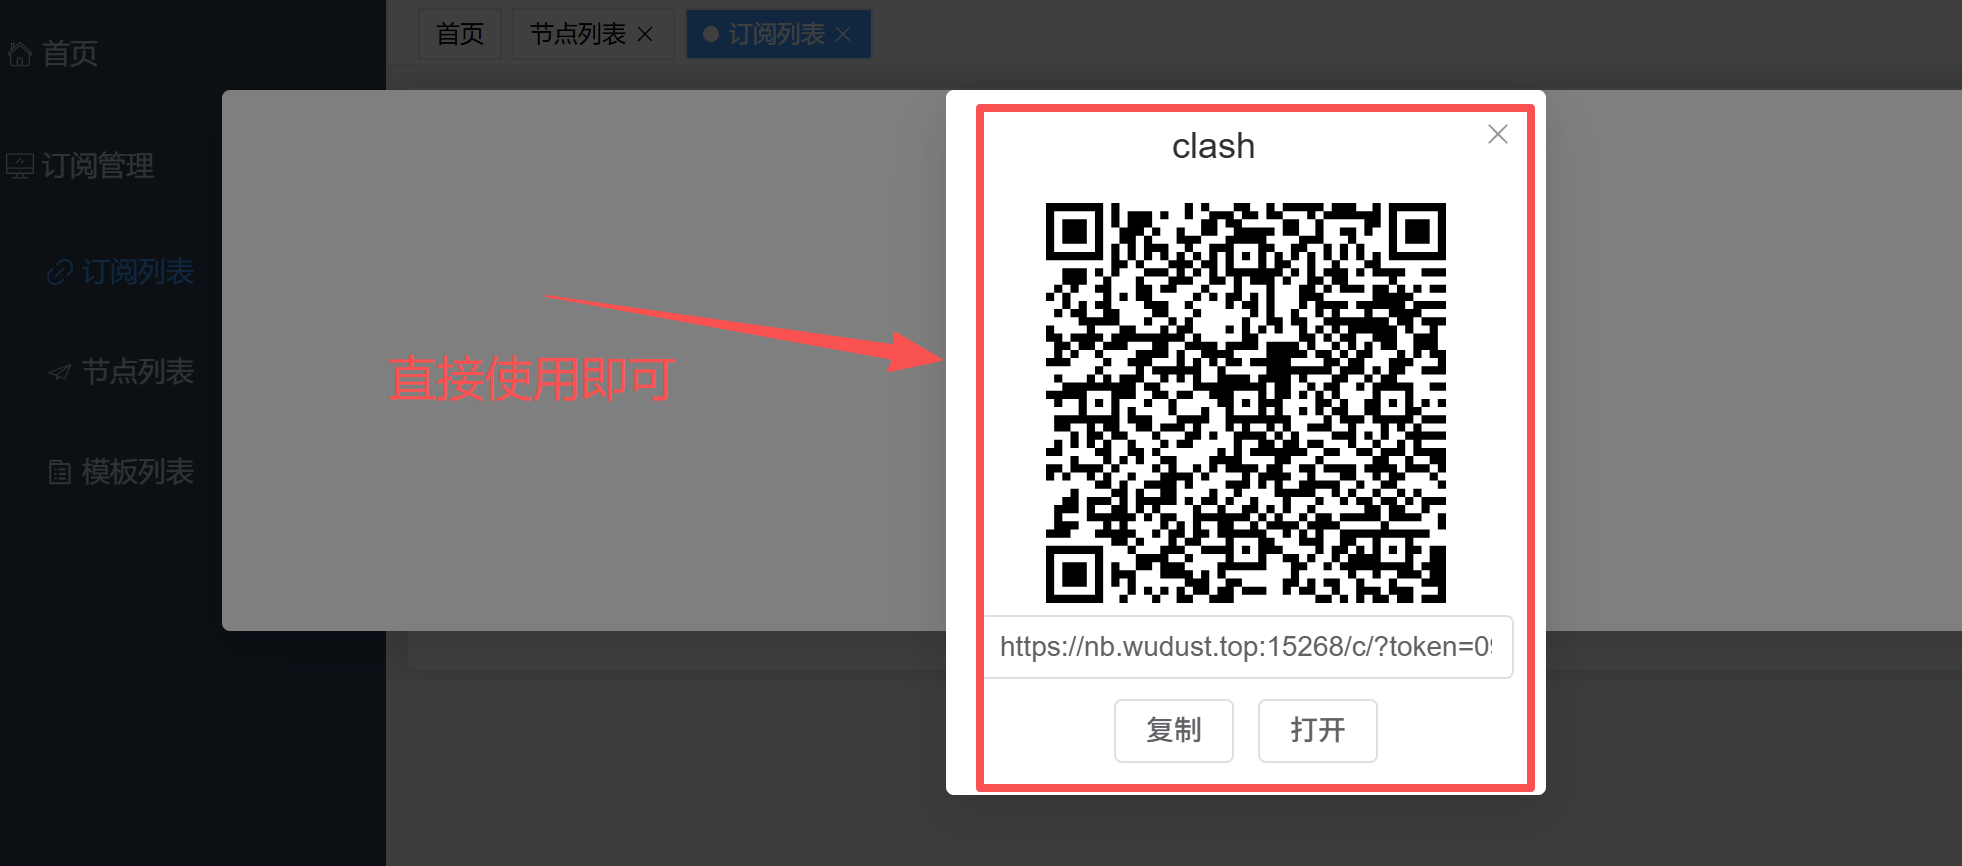 首页
订阅管理
订阅列表
节点列表
模板列表
首页
节点列表
订阅列表
直接使用即可
clash
https://nb.wudust.top:15268/c/?token=0
复制
打开